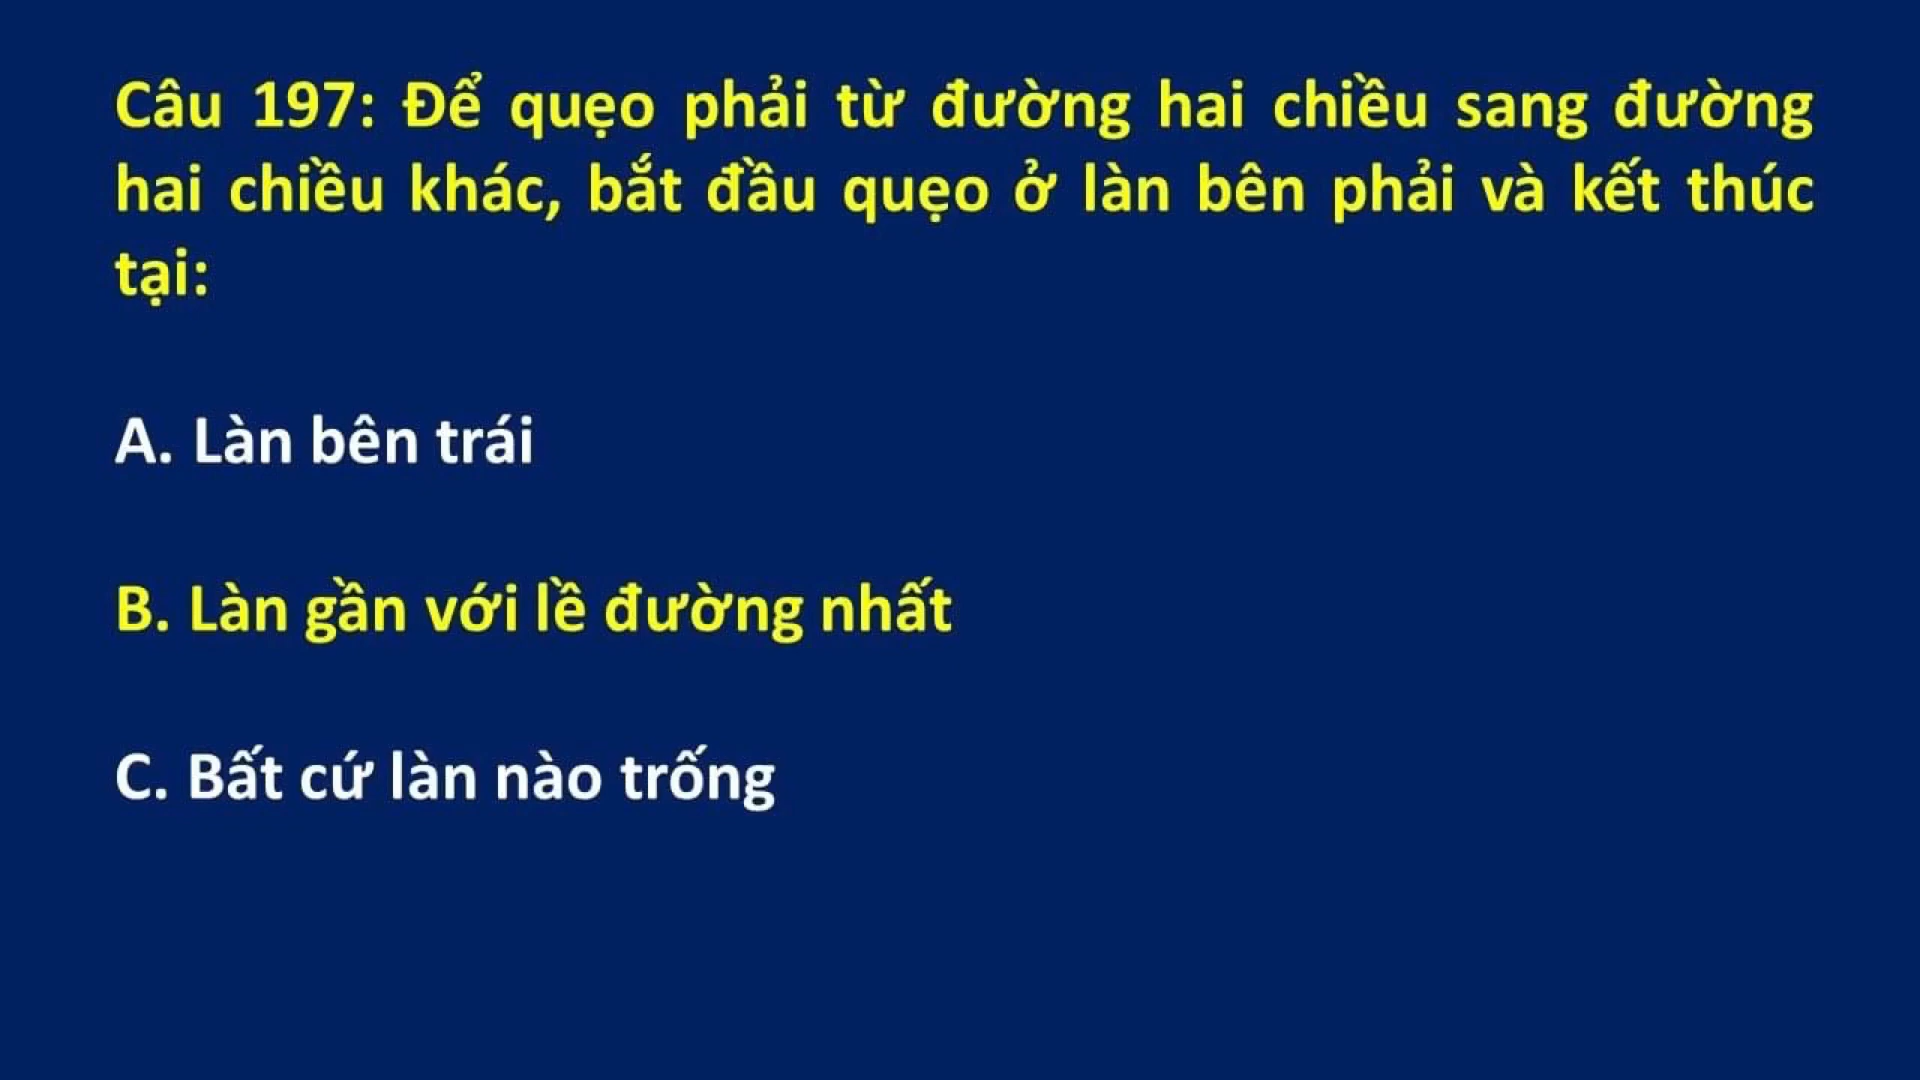 Câu 197: Để quẹo phải từ đường hai chiều sang đường
hai chiều khác, bắt đầu quẹo ở làn bên phải và kết thúc
tại:
A. Làn bên trái
B. Làn gần với lề đường nhất
C. Bất cứ làn nào trống